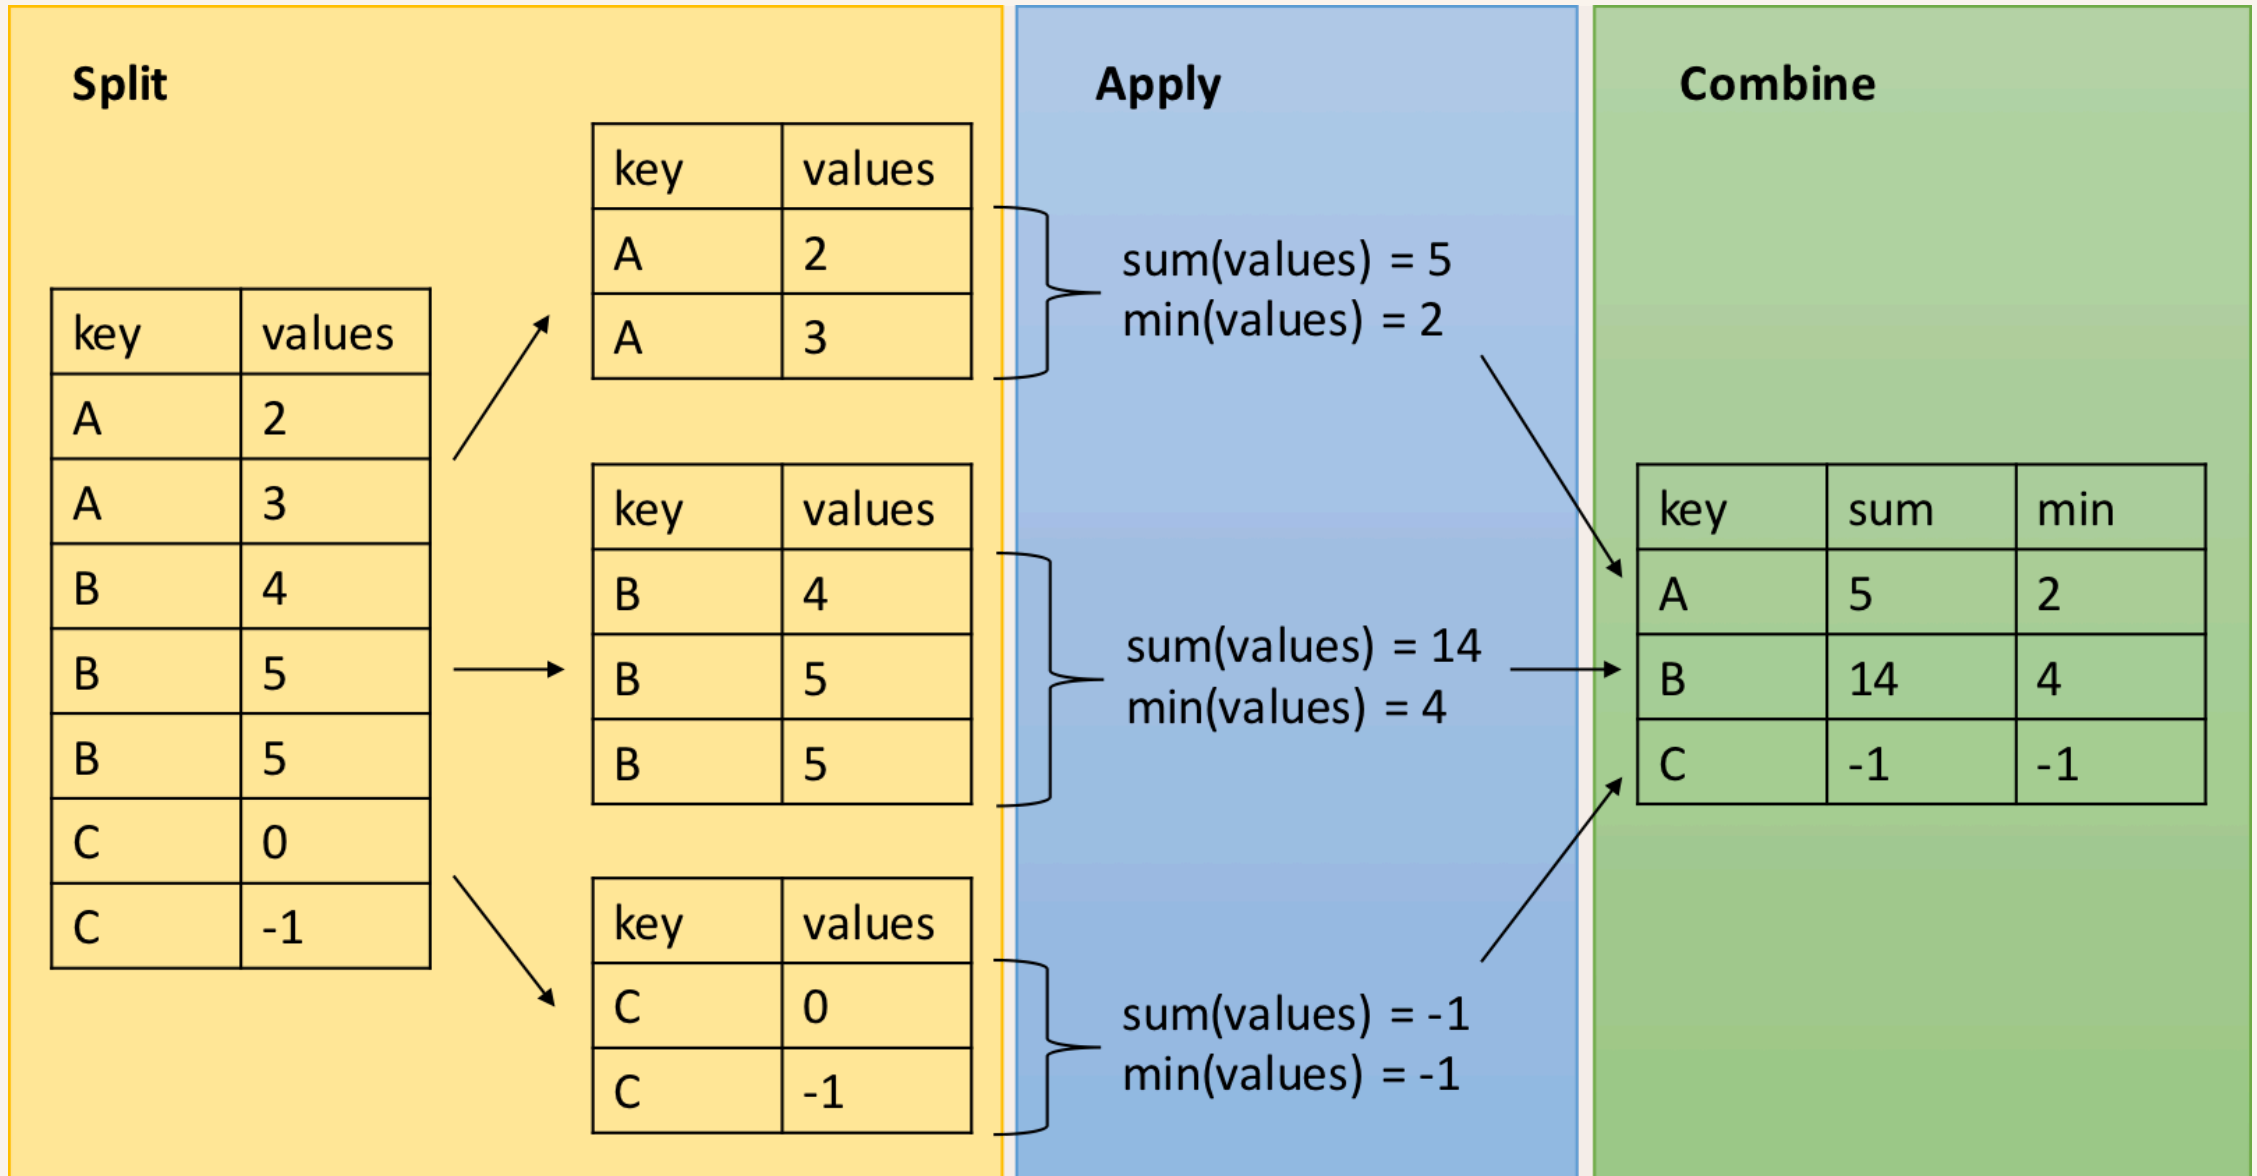 Split
key values
A 2
A 3
B 4
B 5
B 5
C 0
C -1
key values
A 2
A 3
key values
B 4
B 5
B 5
key values
C 0
C -1
Apply
sum(values) = 5
min(values) = 2
sum(values) = 14
min(values) = 4
sum(values) = -1
min(values) = -1
Combine
key sum min
A 5 2
B 14 4
C -1 -1